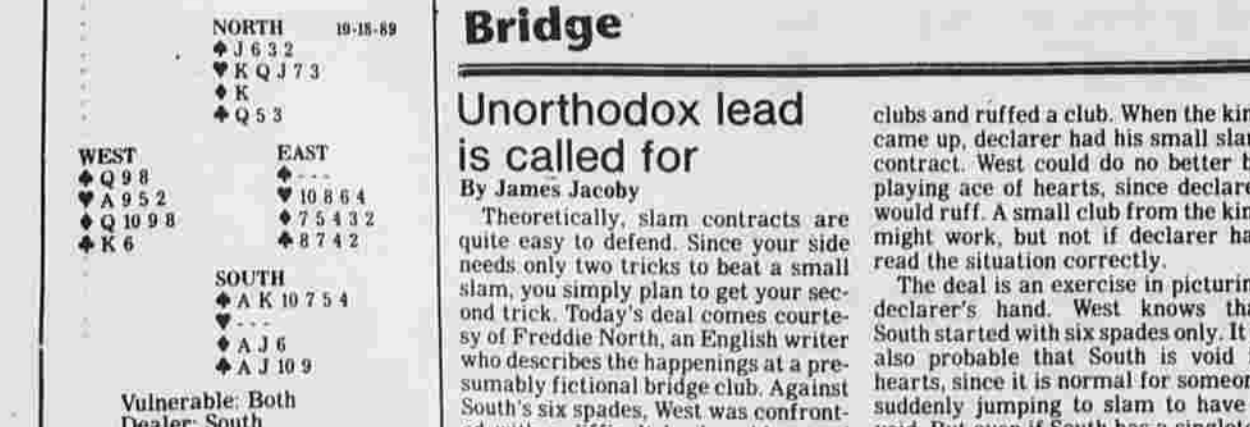 NORTH 10-18-89
♠ J 6 3 2
♥ K Q J 7 3
♦ K
♣ Q 5 3
WEST
♠ Q 9 8
♥ A 9 5 2
♦ Q 10 9 8
♣ K 6
EAST
♠ ---
♥ 10 8 6 4
♦ 7 5 4 3 2
♣ 8 7 4 2
SOUTH
♠ A K 10 7 5 4
♥ ---
♦ A J 6
♣ A J 10 9
Vulnerable: Both
Dealer: South
Bridge
Unorthodox lead
is called for
By James Jacoby
Theoretically, slam contracts are
quite easy to defend. Since your side
needs only two tricks to beat a small
slam, you simply plan to get your sec-
ond trick. Today's deal comes courte-
sy of Freddie North, an English writer
who describes the happenings at a pre-
sumably fictional bridge club. Against
South's six spades, West was confront-
clubs and ruffed a club. When the kin
came up, declarer had his small slam
contract. West could do no better b
playing ace of hearts, since declare
would ruff. A small club from the kin
might work, but not if declarer ha
read the situation correctly.
The deal is an exercise in picturin
declarer's hand. West knows tha
South started with six spades only. It
also probable that South is void
hearts, since it is normal for someon
suddenly jumping to slam to have